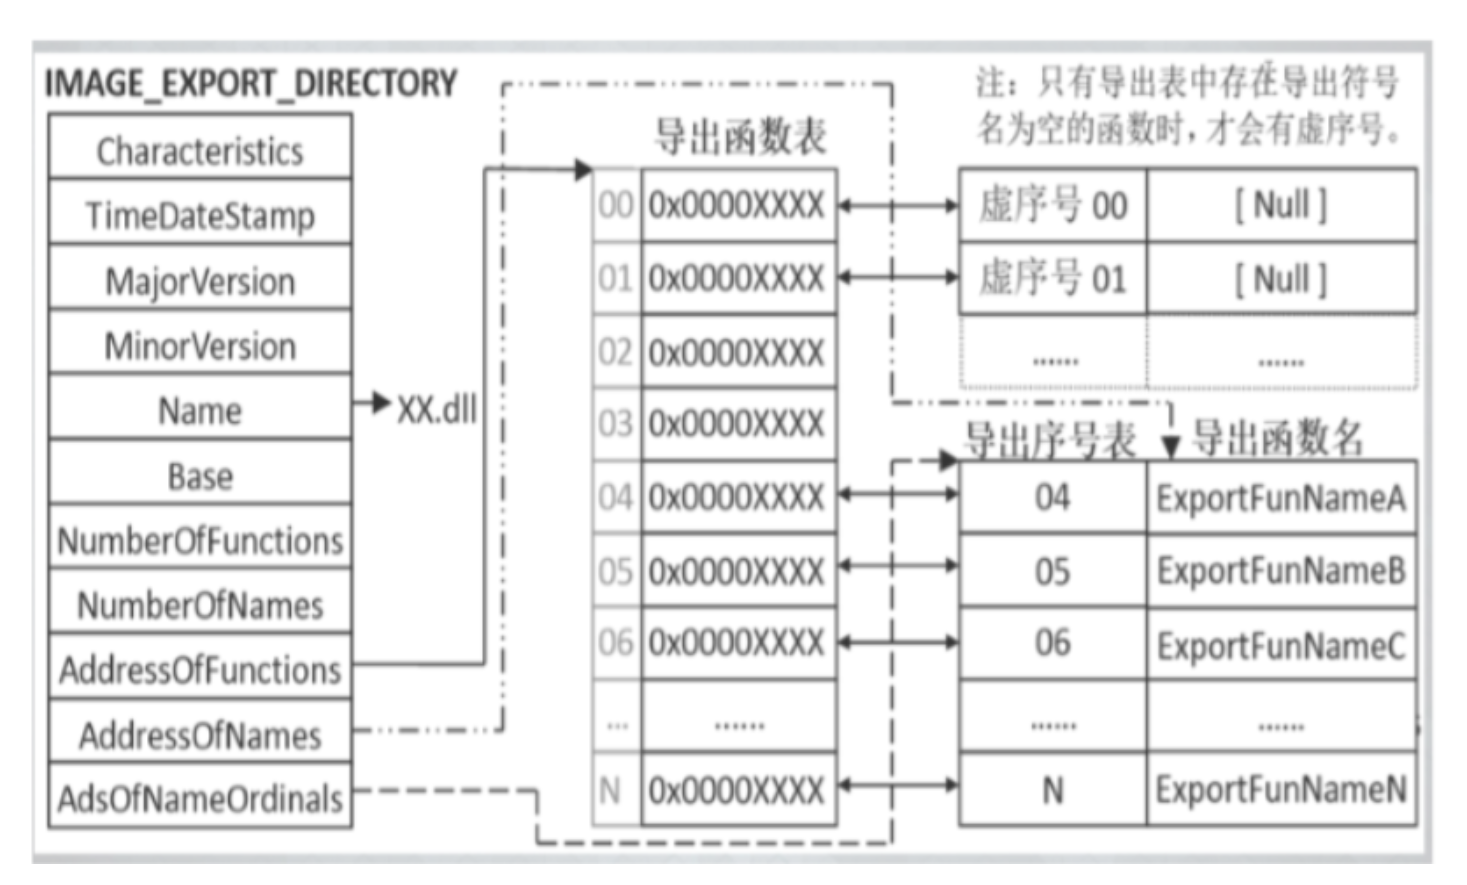 IMAGE_EXPORT_DIRECTORY
Characteristics
TimeDateStamp
MajorVersion
MinorVersion
Name
Base
NumberOfFunctions
NumberOfNames
AddressOfFunctions
AddressOfNames
AdsOfNameOrdinals
XX.dll
导出函数表
00 0x0000XXXX
01 0x0000XXXX
02 0x0000XXXX
03 0x0000XXXX
04 0x0000XXXX
05 0x0000XXXX
06 0x0000XXXX
... ......
N 0x0000XXXX
注：只有导出表中存在导出符号
名为空的函数时，才会有虚序号。
虚序号 00 [ Null ]
虚序号 01 [ Null ]
...... ......
导出序号表 导出函数名
04 ExportFunNameA
05 ExportFunNameB
06 ExportFunNameC
...... ......
N ExportFunNameN